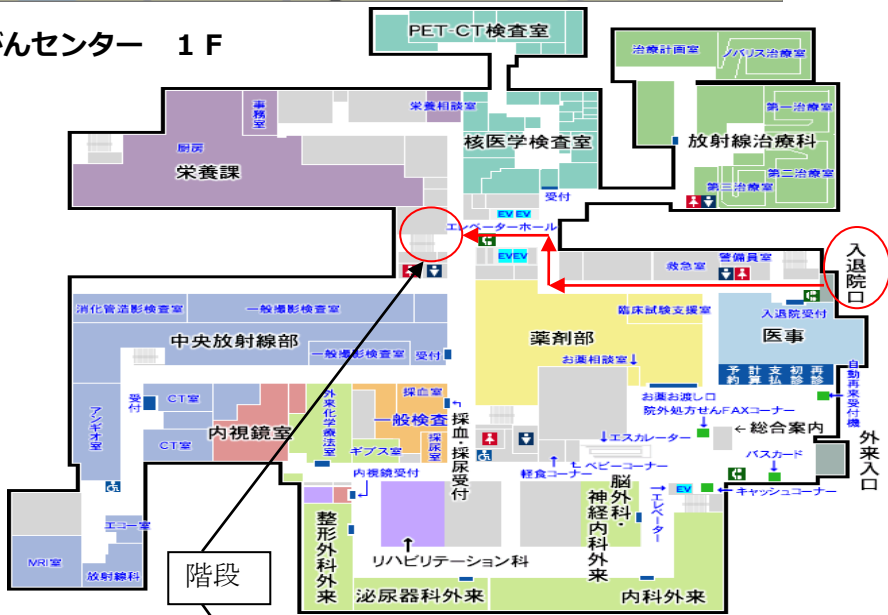 がんセンター　１F
PET-CT検査室
治療計画室
ノバリス治療室
事務室
栄養相談室
核医学検査室
第一治療室
放射線治療科
厨房
栄養課
第二治療室
第三治療室
受付
EV EV
エレベーターホール
EVEV
救急室
警備員室
入退院口
消化管造影検査室
一般撮影検査室
臨床試験支援室
入退院受付
中央放射線部
薬剤部
医事
一般撮影検査室
受付
お薬相談室↓
予約
計算
支払
初診
再診
自動再来受付機
アンギオ室
受付
CT室
外来化学療法室
採血室
お薬お渡し口
院外処方せんFAXコーナー
一般検査
採血・採尿受付
←総合案内
CT室
内視鏡室
ギブス室
採尿室
↓エスカレーター
バスカード
外来入口
内視鏡受付
軽食コーナー
ベビーコーナー
エレベーター
EV
キャッシュコーナー
エコー室
整形外科外来
脳外科・神経内科外来
MRI室
放射線科
階段
リハビリテーション科
泌尿器科外来
内科外来